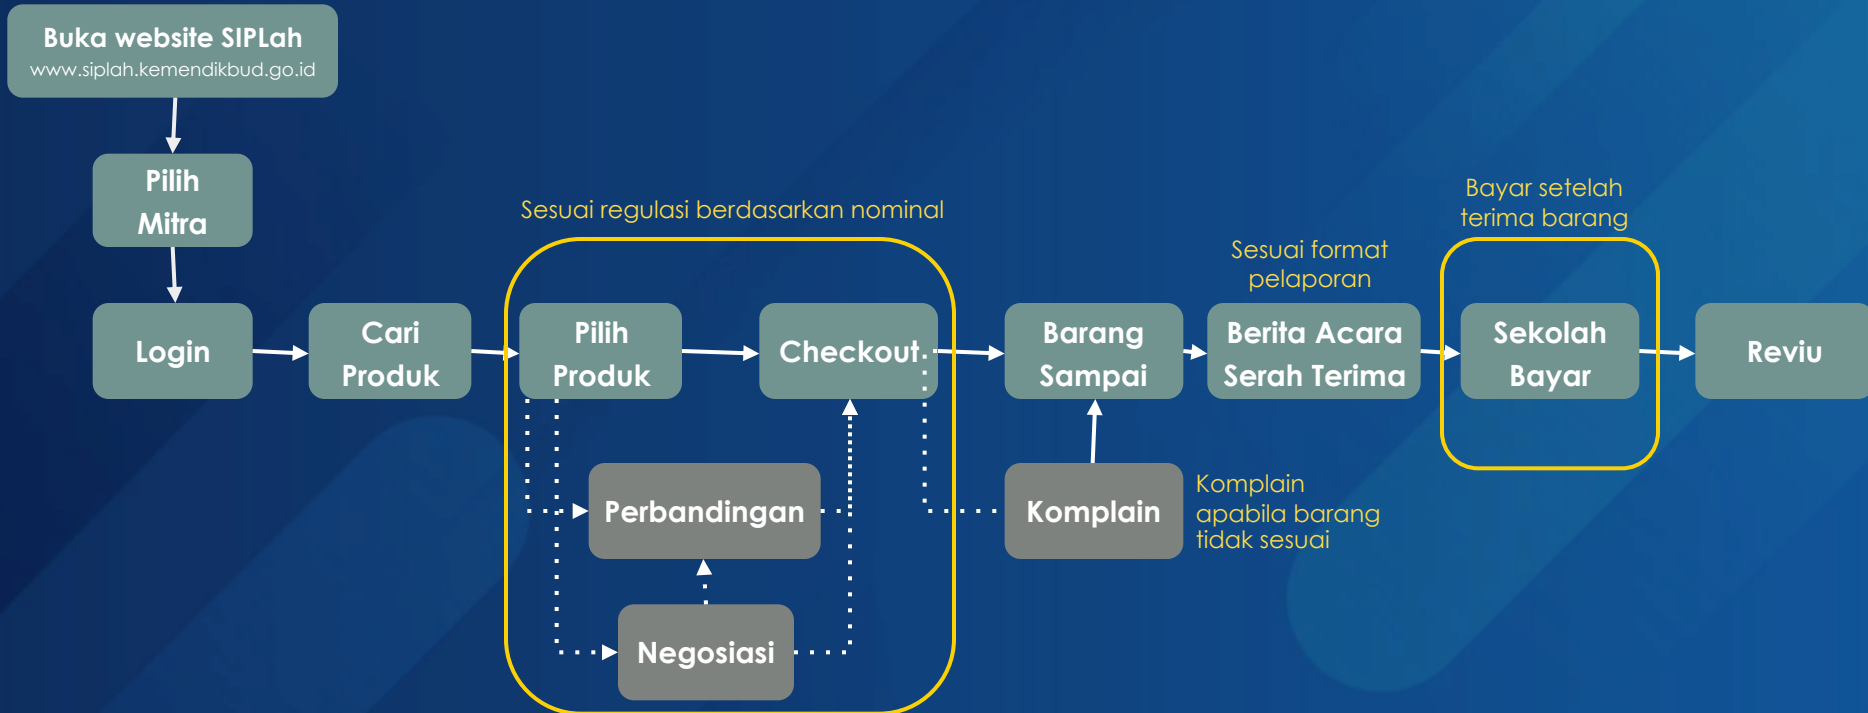 Buka website SIPLah
www.siplah.kemendikbud.go.id
Pilih
Mitra
Login
Cari
Produk
Sesuai regulasi berdasarkan nominal
Pilih
Produk
Checkout
Perbandingan
Negosiasi
Barang
Sampai
Komplain
Komplain
apabila barang
tidak sesuai
Sesuai format
pelaporan
Berita Acara
Serah Terima
Bayar setelah
terima barang
Sekolah
Bayar
Reviu